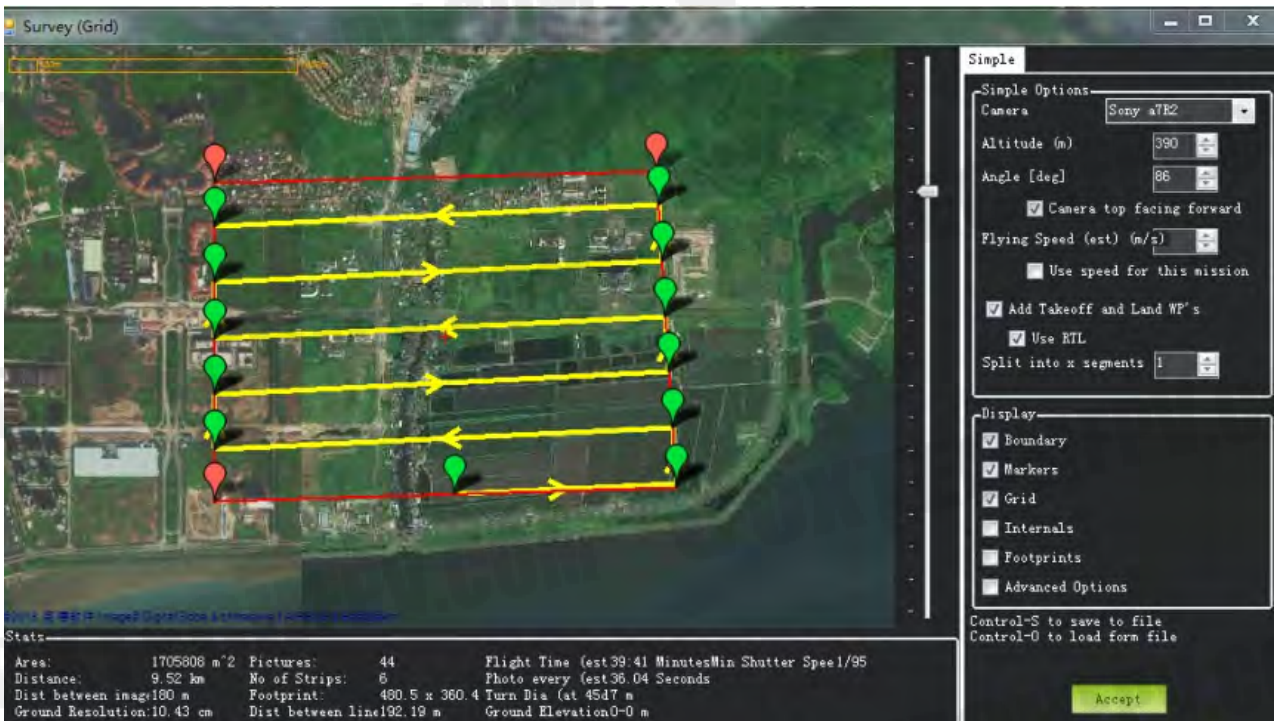 Survey (Grid)
Simple
Simple Options
Camera Sony a7R2
Altitude (m) 390
Angle [deg] 86
Camera top facing forward
Flying Speed (est) (m/s)
Use speed for this mission
Add Takeoff and Land WP's
Use RTL
Split into x segments 1
Display
Boundary
Markers
Grid
Internals
Footprints
Advanced Options
Control-S to save to file
Control-O to load form file
Accept
Stats
Area: 1705808 m^2 Pictures: 44 Flight Time (est 39:41 Minutes Min Shutter Spee 1/95
Distance: 9.52 km No of Strips: 6 Photo every (est 36.04 Seconds
Dist between imag 180 m Footprint: 480.5 x 360.4 Turn Dia (at 45d 7 m
Ground Resolution: 10.43 cm Dist between line 192.19 m Ground Elevation 0-0 m